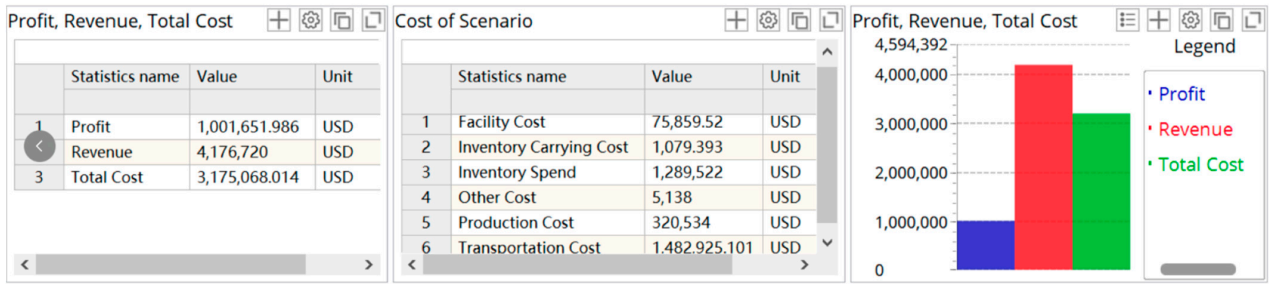 Profit, Revenue, Total Cost
Statistics name Value Unit
1 Profit 1,001,651.986 USD
Revenue 4,176,720 USD
3 Total Cost 3,175,068.014 USD
Cost of Scenario
Statistics name Value Unit
1 Facility Cost 75,859.52 USD
2 Inventory Carrying Cost 1,079.393 USD
3 Inventory Spend 1,289,522 USD
4 Other Cost 5,138 USD
5 Production Cost 320,534 USD
6 Transportation Cost 1,482,925.101 USD
Profit, Revenue, Total Cost
4,594,392
4,000,000
3,000,000
2,000,000
1,000,000
0
Legend
Profit
Revenue
Total Cost